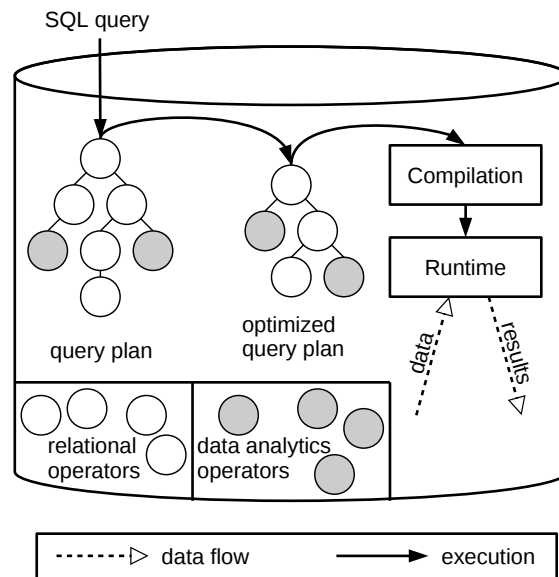 SQL query
Compilation
Runtime
query plan
optimized
query plan
data
results
relational
operators
data analytics
operators
data flow
execution